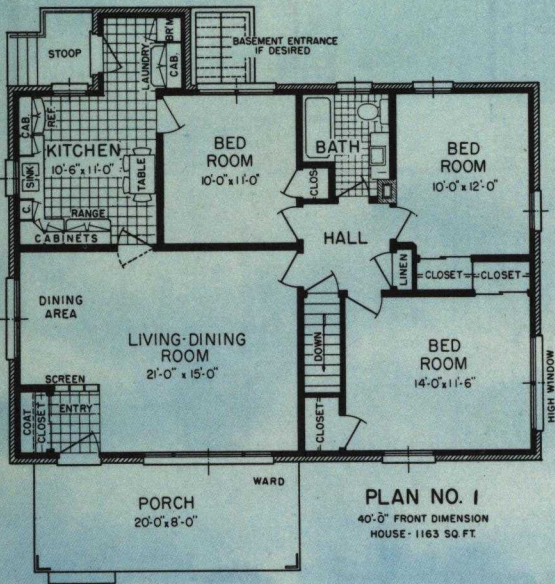 STOOP
LAUNDRY
BR'M
CAB.
BASEMENT ENTRANCE
IF DESIRED
CAB.
REF.
KITCHEN
10'-6" x 11'-0"
SINK
TABLE
C.
RANGE
CABINETS
BED
ROOM
10'-0" x 11'-0"
CLOS
BATH
BED
ROOM
10'-0" x 12'-0"
HALL
LINEN
CLOSET
CLOSET
DINING
AREA
LIVING-DINING
ROOM
21'-0" x 15'-0"
DOWN
BED
ROOM
14'-0" x 11'-6"
HIGH WINDOW
SCREEN
COAT
CLOSET
ENTRY
CLOSET
WARD
PORCH
20'-0" x 8'-0"
PLAN NO. 1
40'-0" FRONT DIMENSION
HOUSE - 1163 SQ. FT.